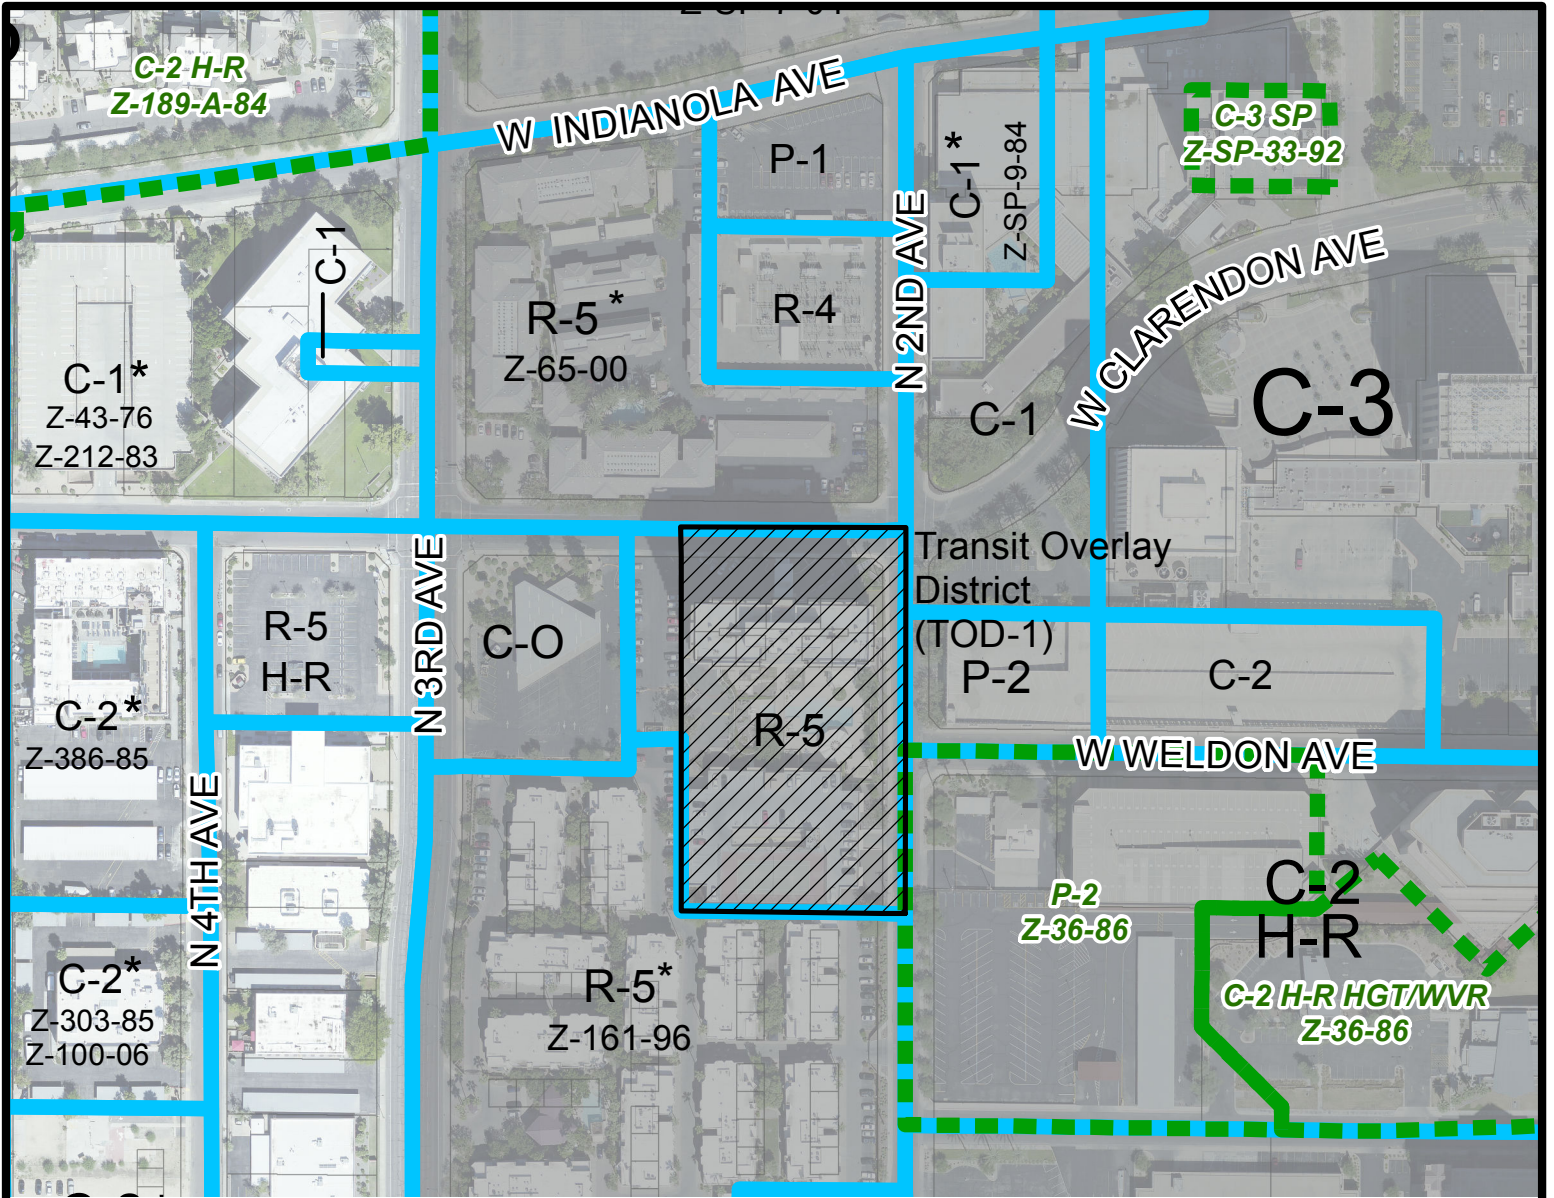 C-2 H-R
Z-189-A-84
W INDIANOLA AVE
C-3 SP
Z-SP-33-92
P-1
C-1*
Z-SP-9-84
N 2ND AVE
C-1
R-5*
Z-65-00
R-4
W CLARENDON AVE
C-1*
Z-43-76
Z-212-83
C-1
C-3
Transit Overlay
District
(TOD-1)
R-5
H-R
N 3RD AVE
C-O
P-2
C-2
C-2*
Z-386-85
R-5
W WELDON AVE
N 4TH AVE
P-2
Z-36-86
C-2
H-R
C-2*
Z-303-85
Z-100-06
R-5*
Z-161-96
C-2 H-R HGT/WVR
Z-36-86